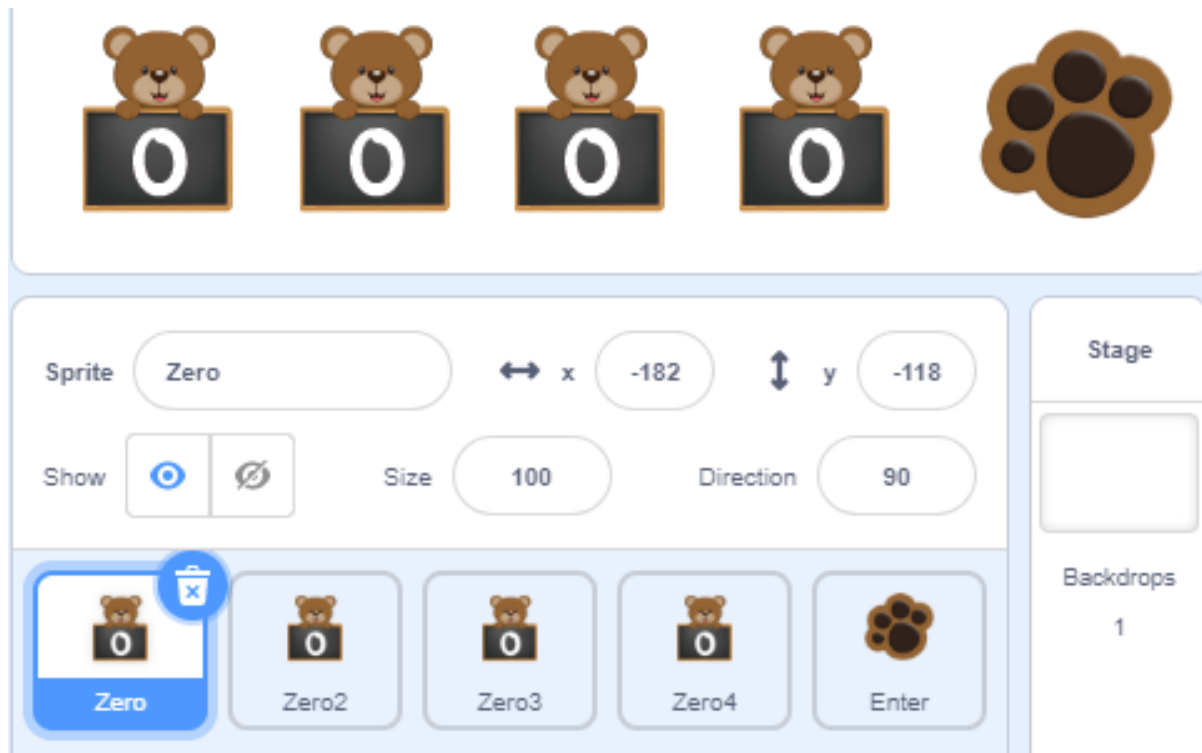 0 0 0 0
Sprite Zero x -182 y -118
Show Size 100 Direction 90
Stage
Backdrops
1
0 0 0 0
Zero Zero2 Zero3 Zero4 Enter